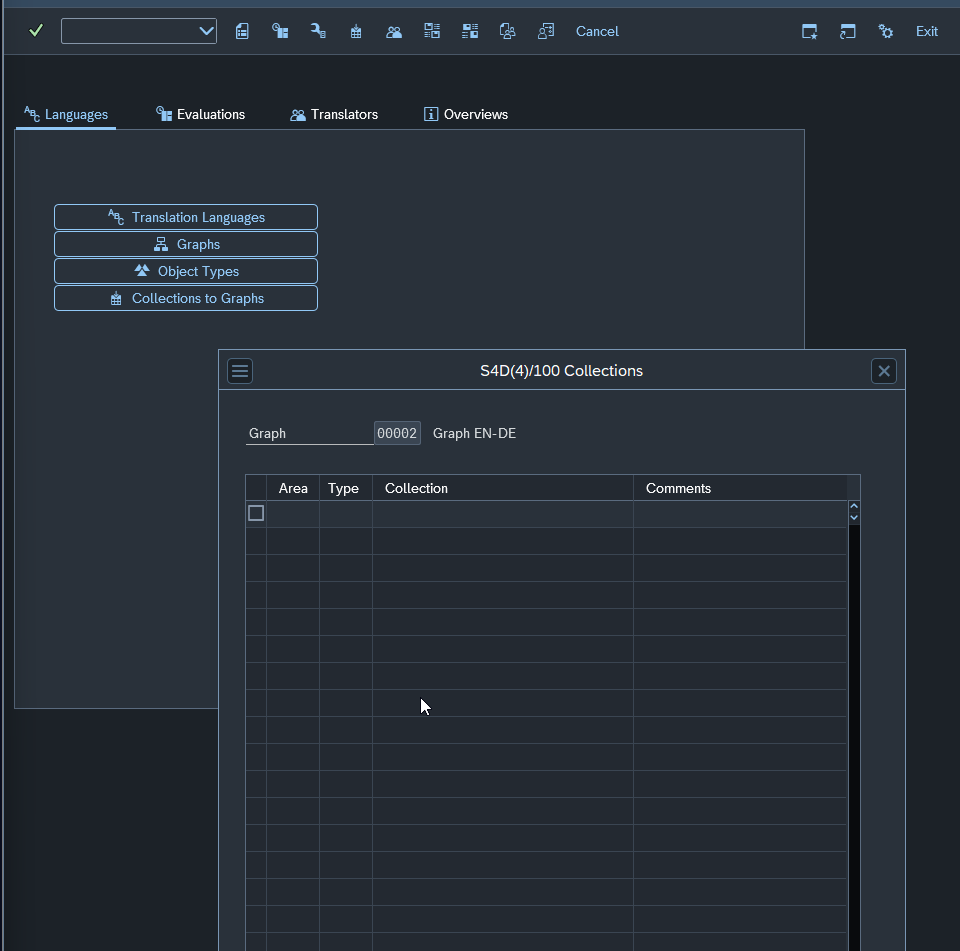 Cancel
Exit
Languages
Evaluations
Translators
Overviews
Translation Languages
Graphs
Object Types
Collections to Graphs
S4D(4)/100 Collections
Graph 00002 Graph EN-DE
Area Type Collection Comments